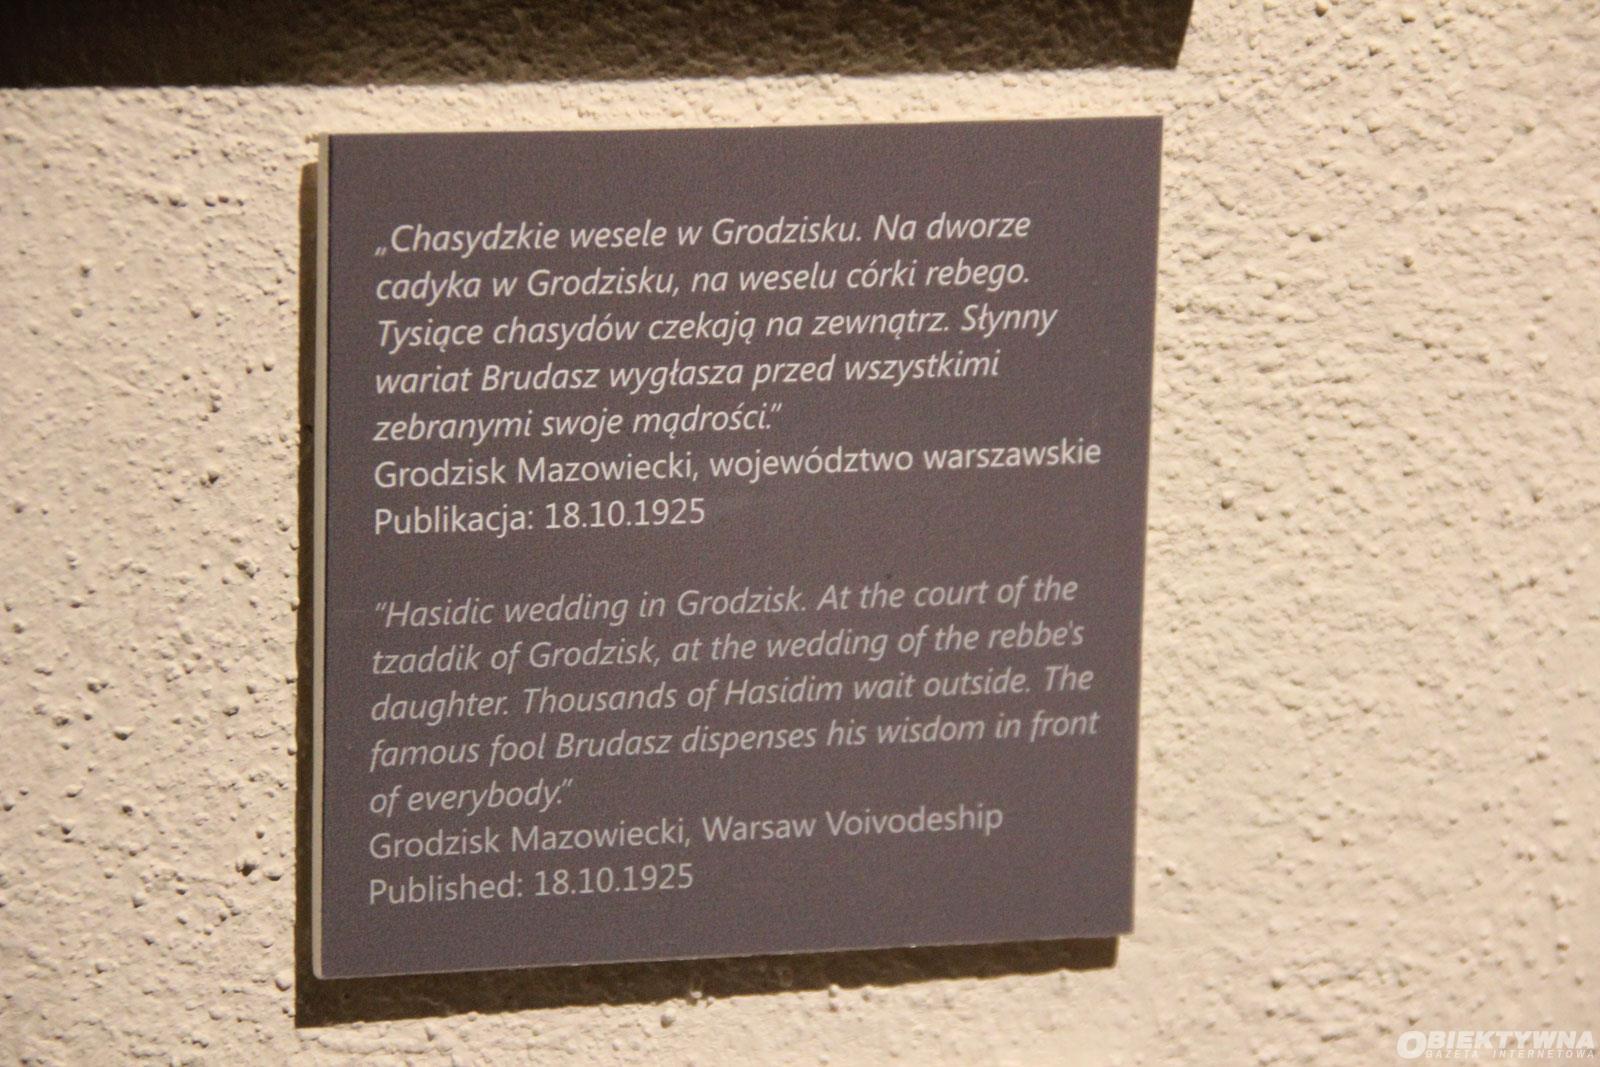 „Chasydzkie wesele w Grodzisku. Na dworze
cadyka w Grodzisku, na weselu córki rebego.
Tysiące chasydów czekają na zewnątrz. Słynny
wariat Brudasz wygłasza przed wszystkimi
zebranymi swoje mądrości.”
Grodzisk Mazowiecki, województwo warszawskie
Publikacja: 18.10.1925
“Hasidic wedding in Grodzisk. At the court of the
tzaddik of Grodzisk, at the wedding of the rebbe's
daughter. Thousands of Hasidim wait outside. The
famous fool Brudasz dispenses his wisdom in front
of everybody.”
Grodzisk Mazowiecki, Warsaw Voivodeship
Published: 18.10.1925
OBIEKTYWNA
GAZETA INTERNETOWA